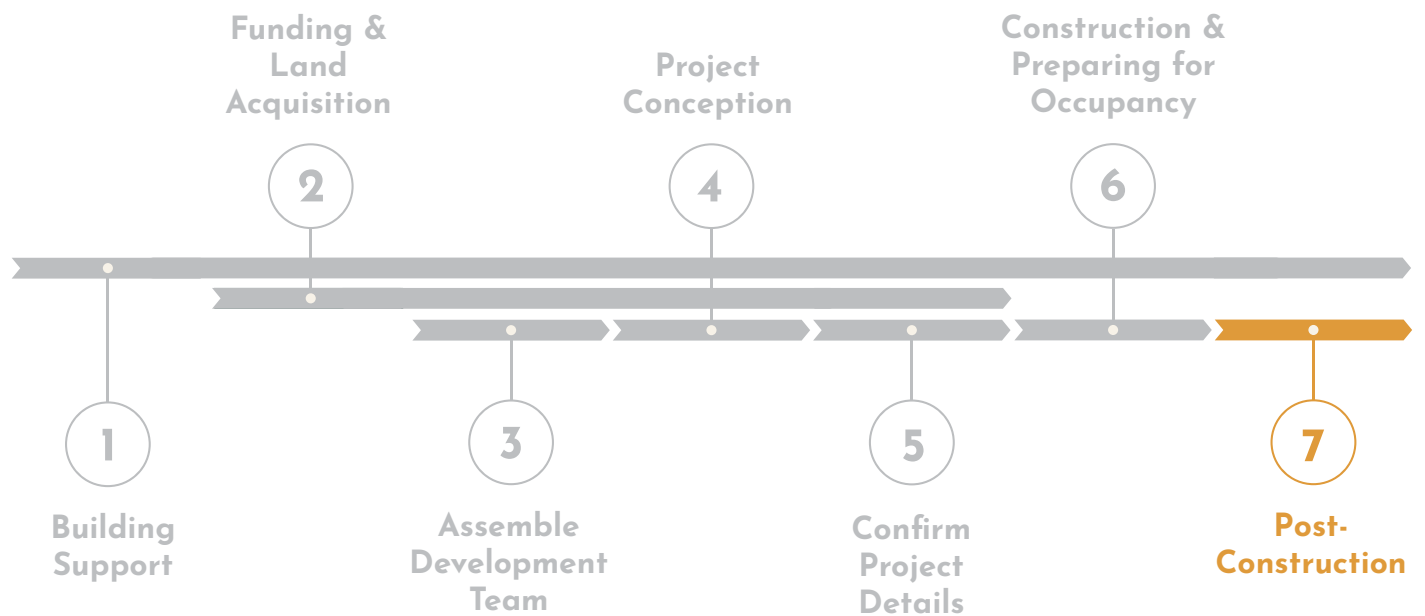 Funding &
Land
Acquisition
2
Project
Conception
4
Construction &
Preparing for
Occupancy
6
1
Building
Support
3
Assemble
Development
Team
5
Confirm
Project
Details
7
Post-
Construction